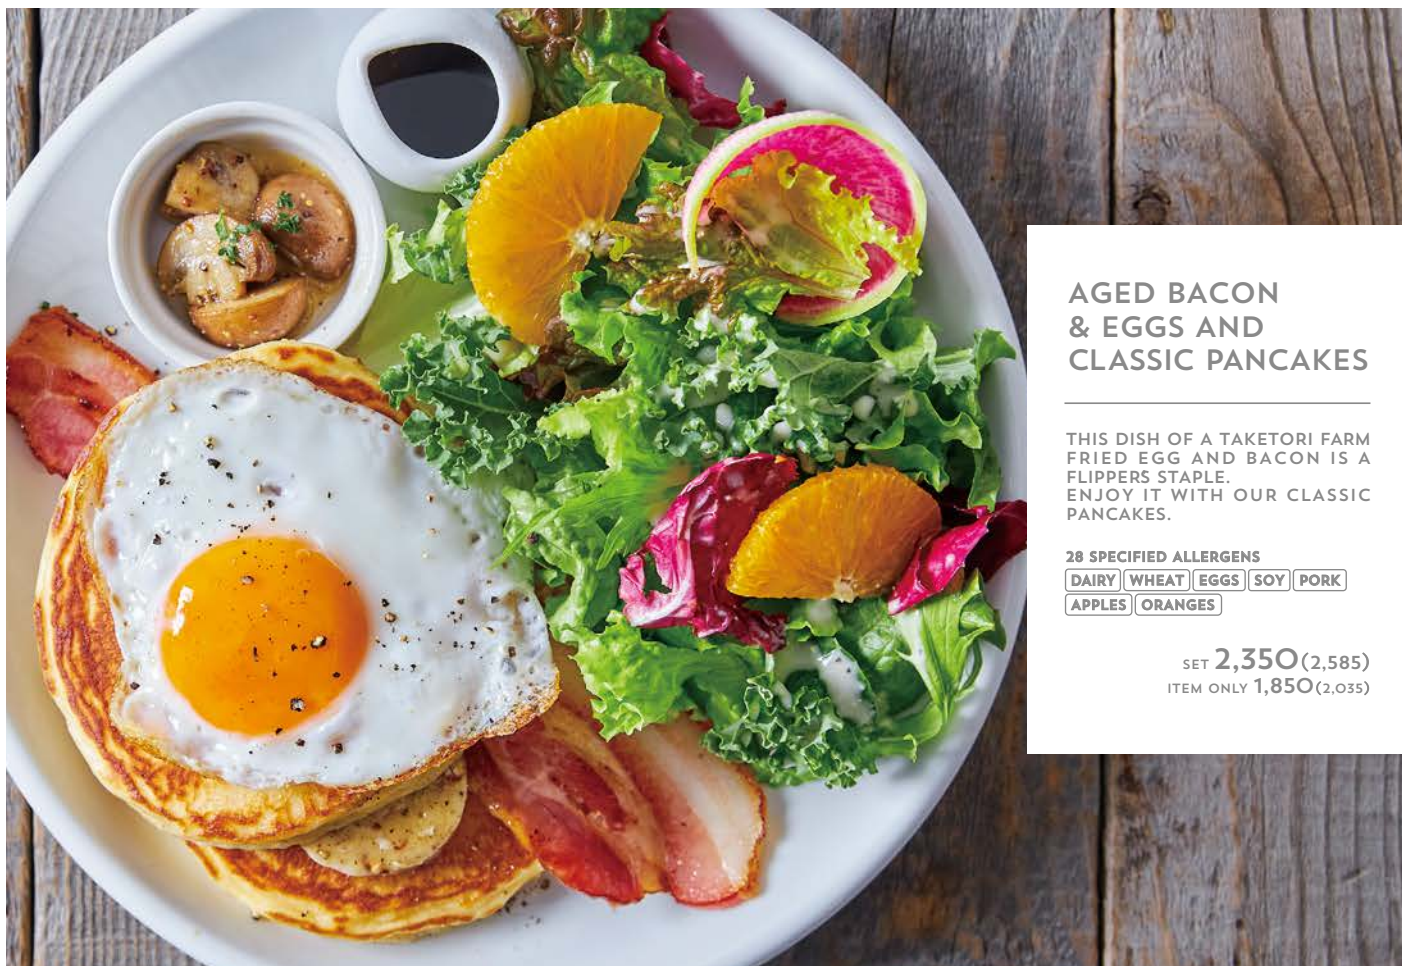 AGED BACON
& EGGS AND
CLASSIC PANCAKES
THIS DISH OF A TAKETORI FARM
FRIED EGG AND BACON IS A
FLIPPERS STAPLE.
ENJOY IT WITH OUR CLASSIC
PANCAKES.
28 SPECIFIED ALLERGENS
DAIRY WHEAT EGGS SOY PORK
APPLES ORANGES
SET 2,350(2,585)
ITEM ONLY 1,850(2,035)